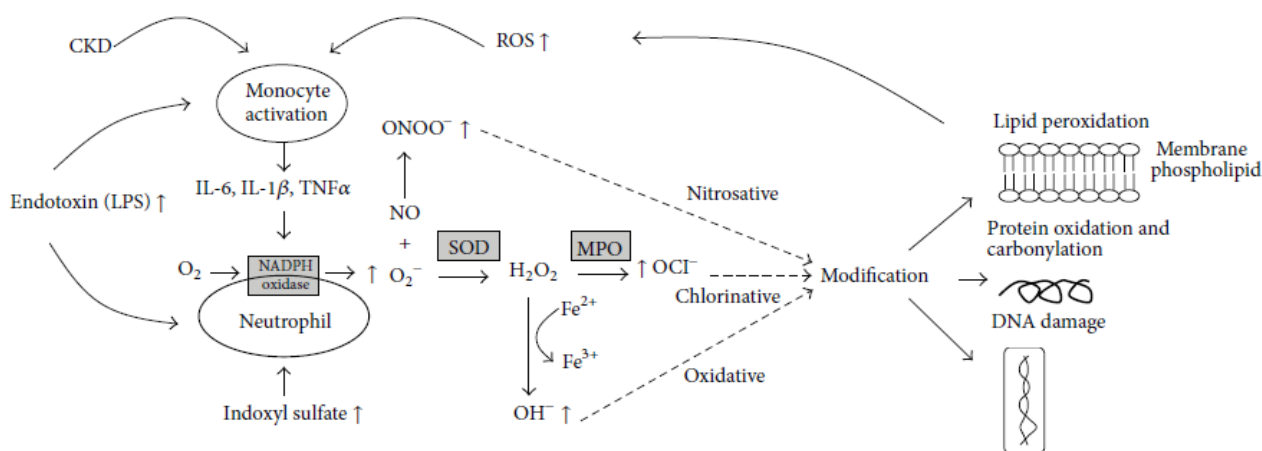 CKD
ROS ↑
Monocyte
activation
ONOO⁻ ↑
Lipid peroxidation
Membrane
phospholipid
Endotoxin (LPS) ↑
IL-6, IL-1β, TNFα
Nitrosative
NO
+
Protein oxidation and
carbonylation
O₂
NADPH
oxidase
↑ O₂⁻
SOD
H₂O₂
MPO
↑ OCI⁻
Modification
Chlorinative
Neutrophil
Fe²⁺
DNA damage
Fe³⁺
Oxidative
Indoxyl sulfate ↑
OH⁻ ↑